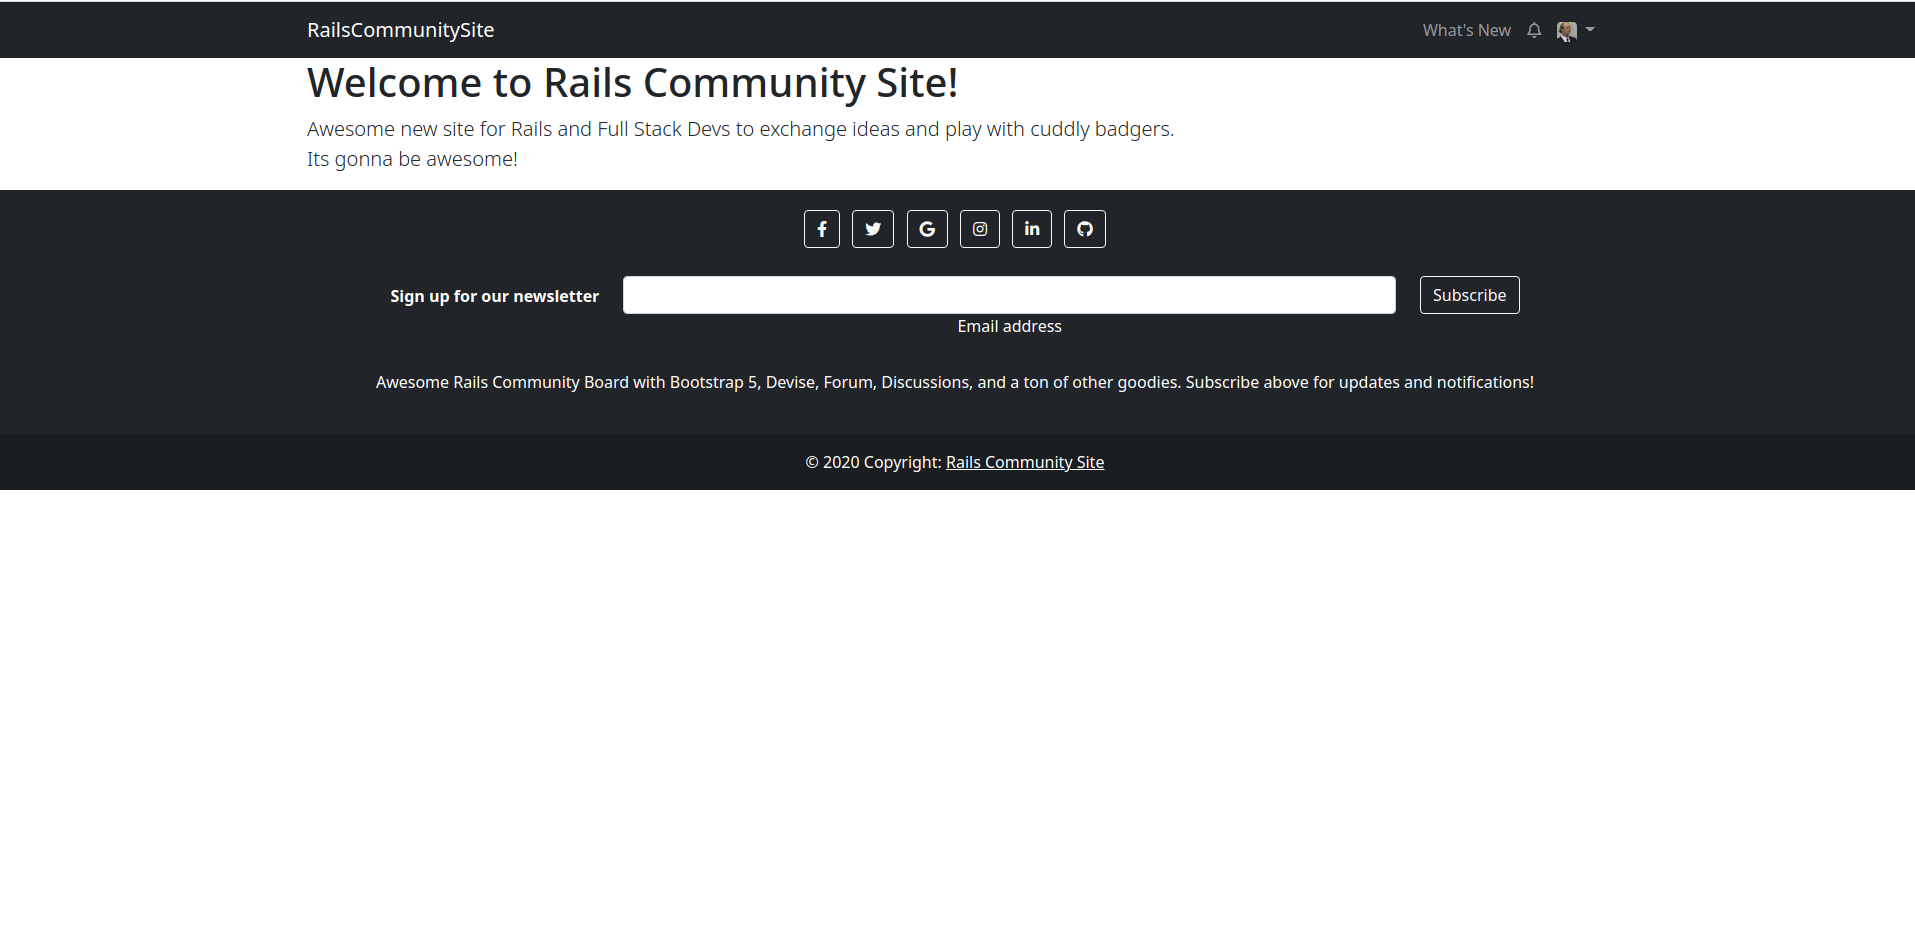 RailsCommunitySite
What's New
Welcome to Rails Community Site!
Awesome new site for Rails and Full Stack Devs to exchange ideas and play with cuddly badgers.
Its gonna be awesome!
Sign up for our newsletter
Subscribe
Email address
Awesome Rails Community Board with Bootstrap 5, Devise, Forum, Discussions, and a ton of other goodies. Subscribe above for updates and notifications!
© 2020 Copyright: Rails Community Site